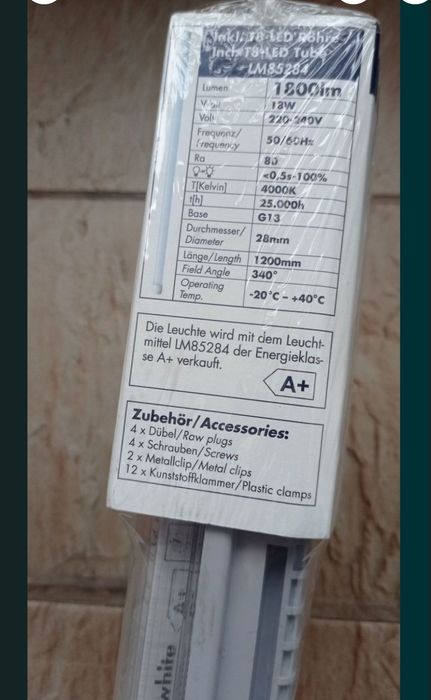 Inkl. T8-LED Röhre /
Incl. T8-LED Tube
LM85284
Lumen 1800lm
Watt 18W
Volt 220-240V
Frequenz/
Frequency 50/60Hz
Ra 80
<0,5s-100%
T[Kelvin] 4000K
t[h] 25.000h
Base G13
Durchmesser/
Diameter 28mm
Länge/Length 1200mm
Field Angle 340°
Operating
Temp. -20°C – +40°C
Die Leuchte wird mit dem Leucht-
mittel LM85284 der Energieklas-
se A+ verkauft.
A+
Zubehör/Accessories:
4 x Dübel/Raw plugs
4 x Schrauben/Screws
2 x Metallclip/Metal clips
12 x Kunststoffklammer/Plastic clamps
white
A+